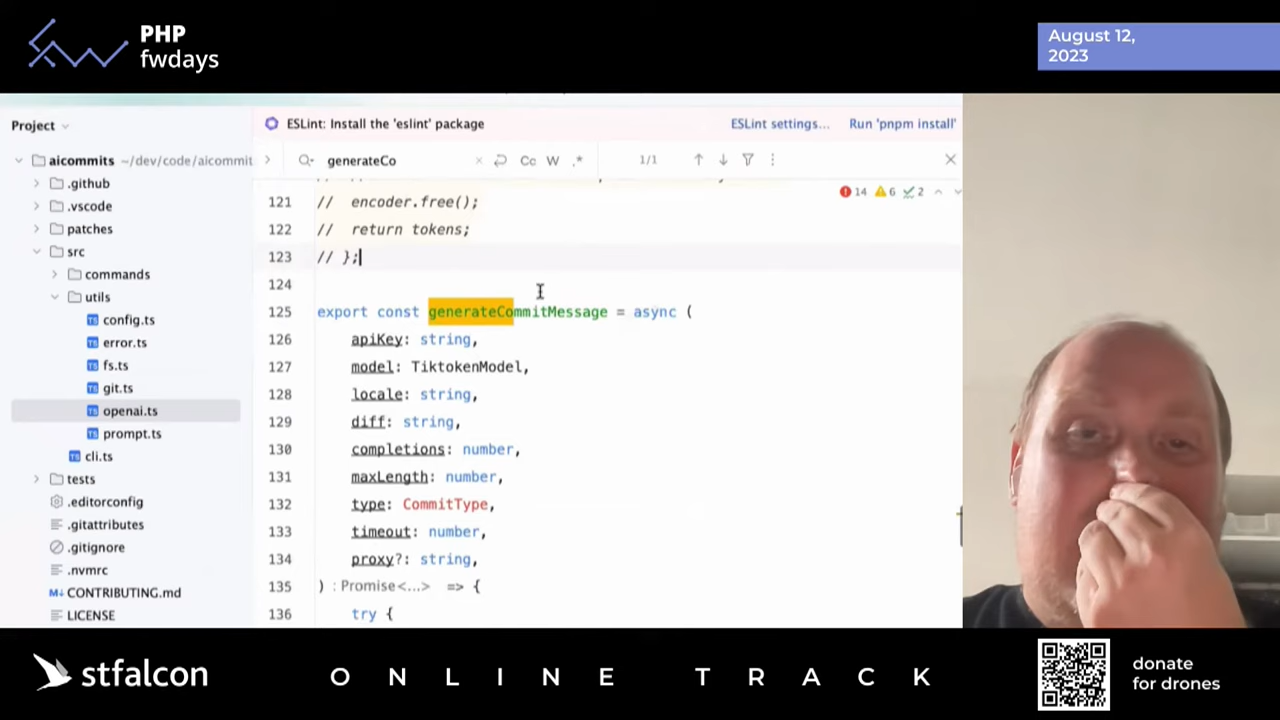 PHP
fwdays
August 12,
2023
Project
ESLint: Install the 'eslint' package
ESLint settings...
Run 'pnpm install'
aicommits ~/dev/code/aicommit
generateCo
Cc
W
.*
1/1
.github
.vscode
patches
src
commands
utils
config.ts
error.ts
fs.ts
git.ts
openai.ts
prompt.ts
cli.ts
tests
.editorconfig
.gitattributes
.gitignore
.nvmrc
CONTRIBUTING.md
LICENSE
14
6
2
121 // encoder.free();
122 // return tokens;
123 // };
124
125 export const generateCommitMessage = async (
126 apiKey: string,
127 model: TiktokenModel,
128 locale: string,
129 diff: string,
130 completions: number,
131 maxLength: number,
132 type: CommitType,
133 timeout: number,
134 proxy?: string,
135 ) : Promise<...> => {
136 try {
stfalcon
ONLINE TRACK
donate
for drones